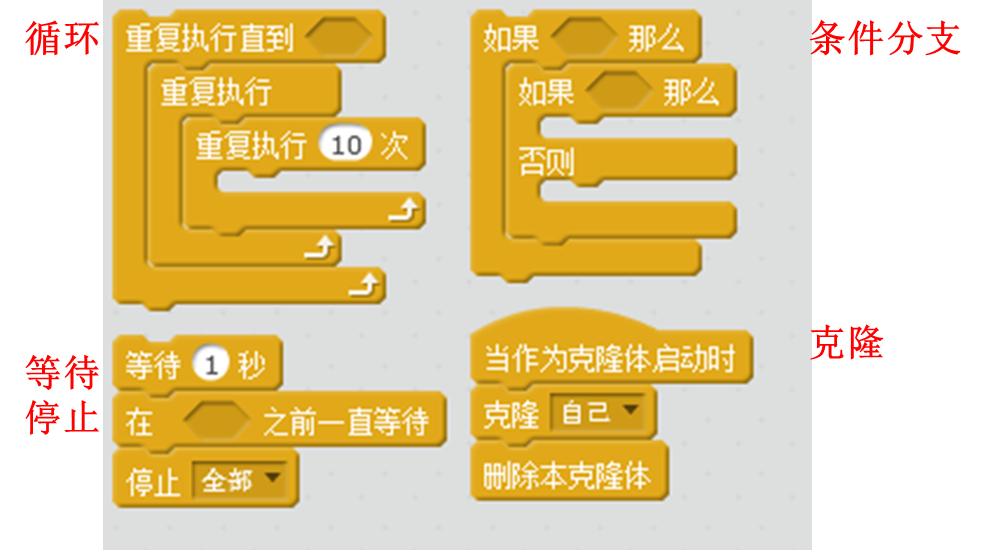 循环
重复执行直到
重复执行
重复执行 10 次
如果 那么
如果 那么
否则
条件分支
等待
停止
等待 1 秒
在 之前一直等待
停止 全部
当作为克隆体启动时
克隆 自己
删除本克隆体
克隆